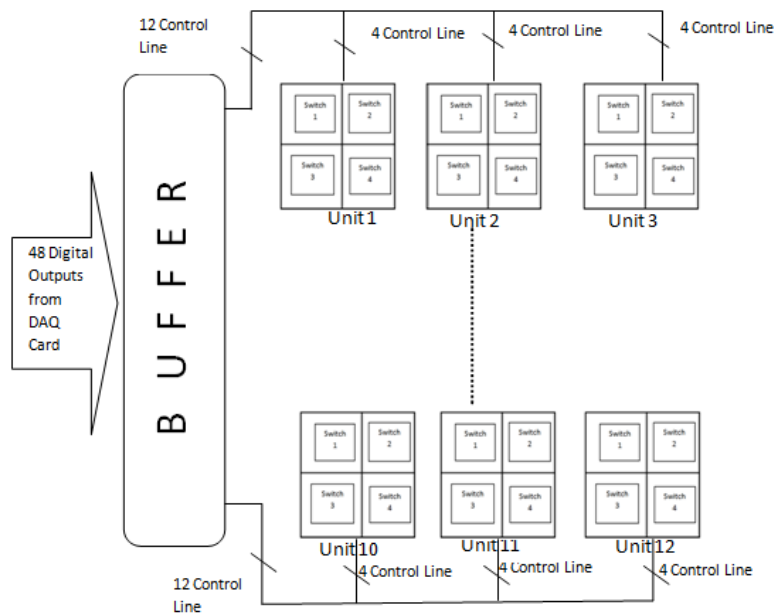 12 Control
Line
4 Control Line
4 Control Line
4 Control Line
Switch
1
Switch
2
Switch
3
Switch
4
Unit 1
Switch
1
Switch
2
Switch
3
Switch
4
Unit 2
Switch
1
Switch
2
Switch
3
Switch
4
Unit 3
48 Digital
Outputs
from
DAQ
Card
BUFFER
Switch
1
Switch
2
Switch
3
Switch
4
Unit 10
Switch
1
Switch
2
Switch
3
Switch
4
Unit 11
Switch
1
Switch
2
Switch
3
Switch
4
Unit 12
12 Control
Line
4 Control Line
4 Control Line
4 Control Line